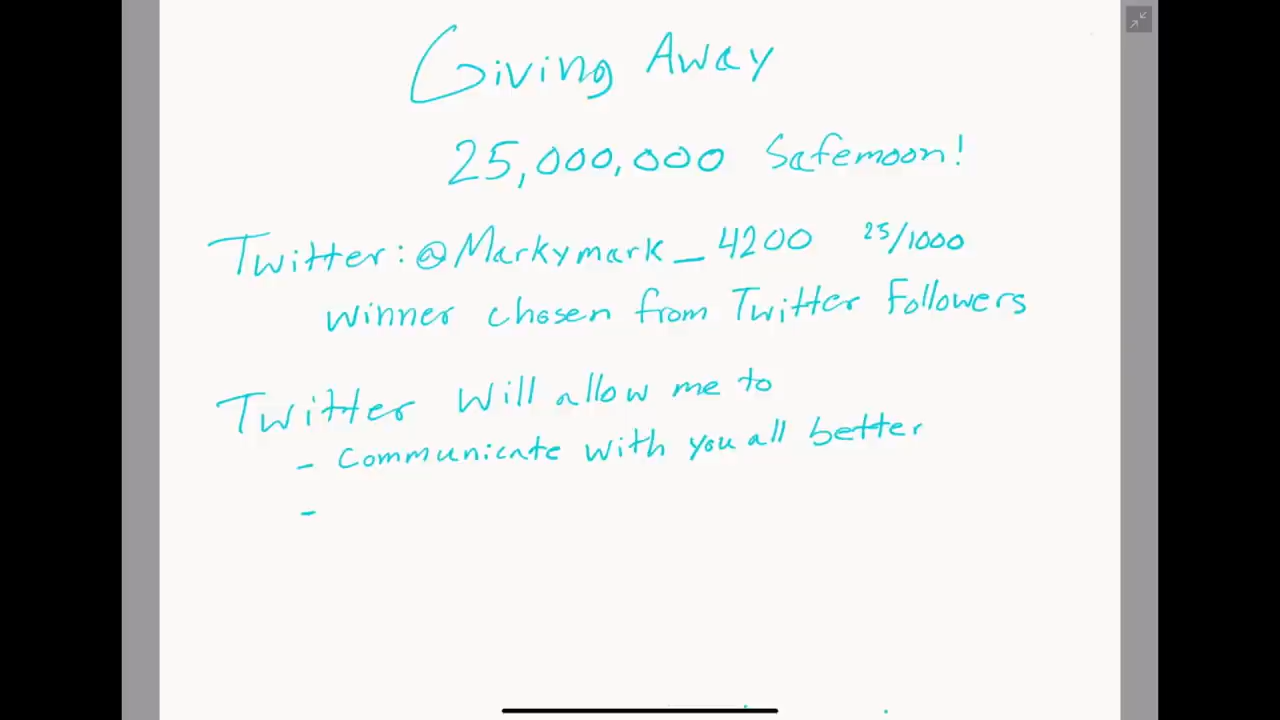 Giving Away
25,000,000 Safemoon!
Twitter: @Markymark_4200 25/1000
Winner chosen from Twitter Followers
Twitter Will allow me to
- Communicate with you all better
-